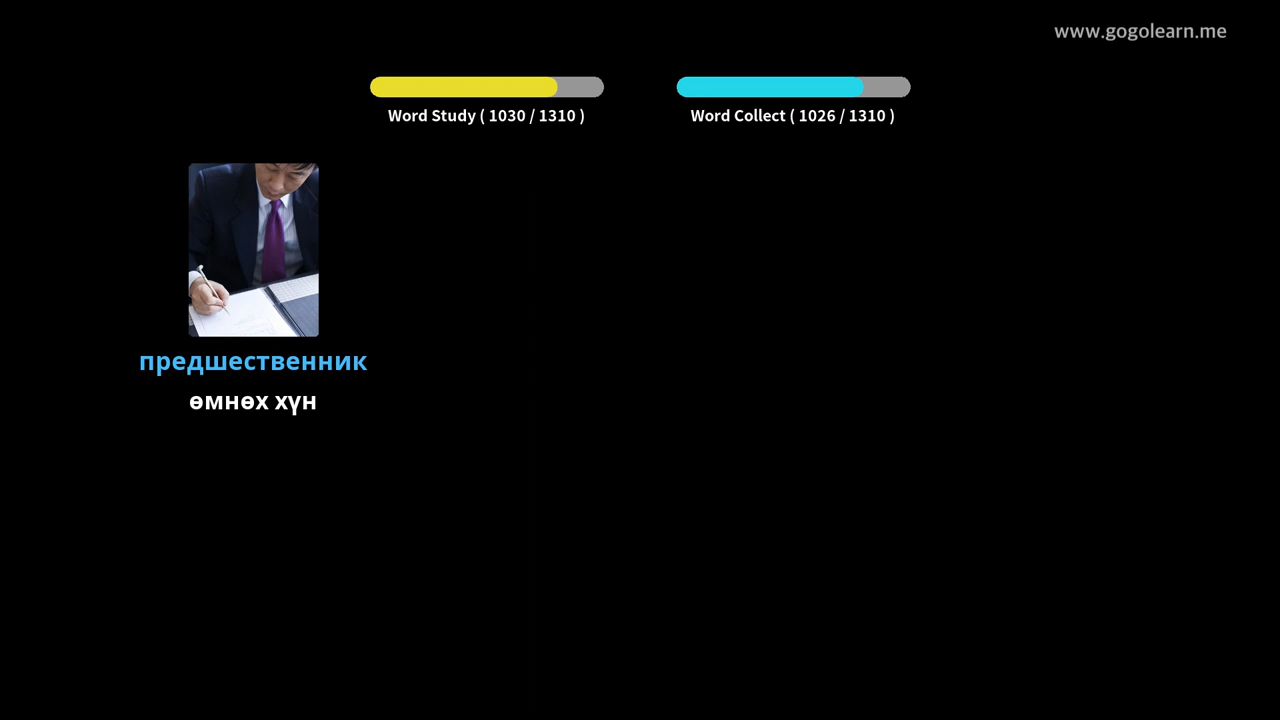 www.gogolearn.me
Word Study ( 1030 / 1310 )
Word Collect ( 1026 / 1310 )
предшественник
өмнөх хүн